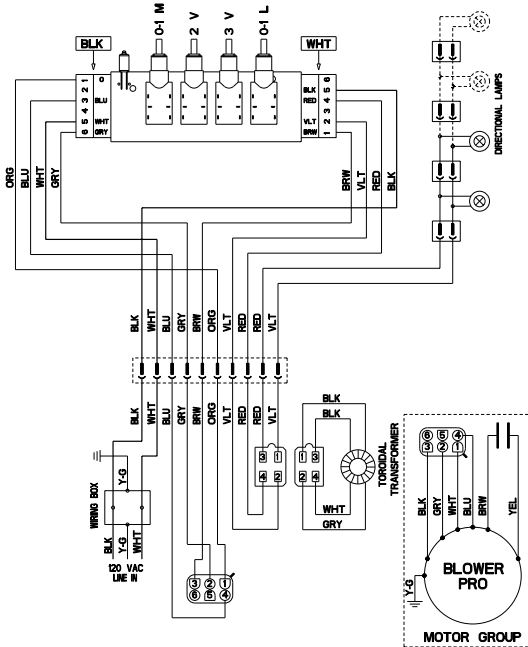 0-1 M
2 V
3 V
0-1 L
BLK
WHT
1
2
3
4
5
6
O
BLU
WHT
GRY
6
5
4
3
2
1
BLK
RED
VLT
BRW
DIRECTIONAL LAMPS
ORG
BLU
WHT
GRY
BRW
VLT
RED
BLK
BLK
WHT
BLU
GRY
BRW
ORG
VLT
RED
RED
VLT
BLK
WHT
BLU
GRY
BRW
ORG
VLT
RED
RED
VLT
Y-G
WIRING BOX
BLK
Y-G
WHT
120 VAC
LINE IN
3 2 1
6 5 4
3 1
4 2
1 3
2 4
BLK
BLK
WHT
GRY
TOROIDAL
TRANSFORMER
6 5 4
3 2 1
BLK
GRY
WHT
BLU
BRW
YEL
Y-G
BLOWER
PRO
MOTOR GROUP